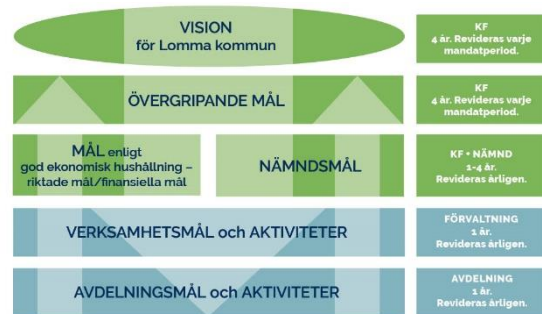 VISION
för Lomma kommun
KF
4 år. Revideras varje
mandatperiod.
ÖVERGRIPANDE MÅL
KF
4 år. Revideras varje
mandatperiod.
MÅL enligt
god ekonomisk hushållning –
riktade mål/finansiella mål
NÄMNDSMÅL
KF + NÄMND
1-4 år.
Revideras årligen.
VERKSAMHETSMÅL och AKTIVITETER
FÖRVALTNING
1 år.
Revideras årligen.
AVDELNINGSMÅL och AKTIVITETER
AVDELNING
1 år.
Revideras årligen.